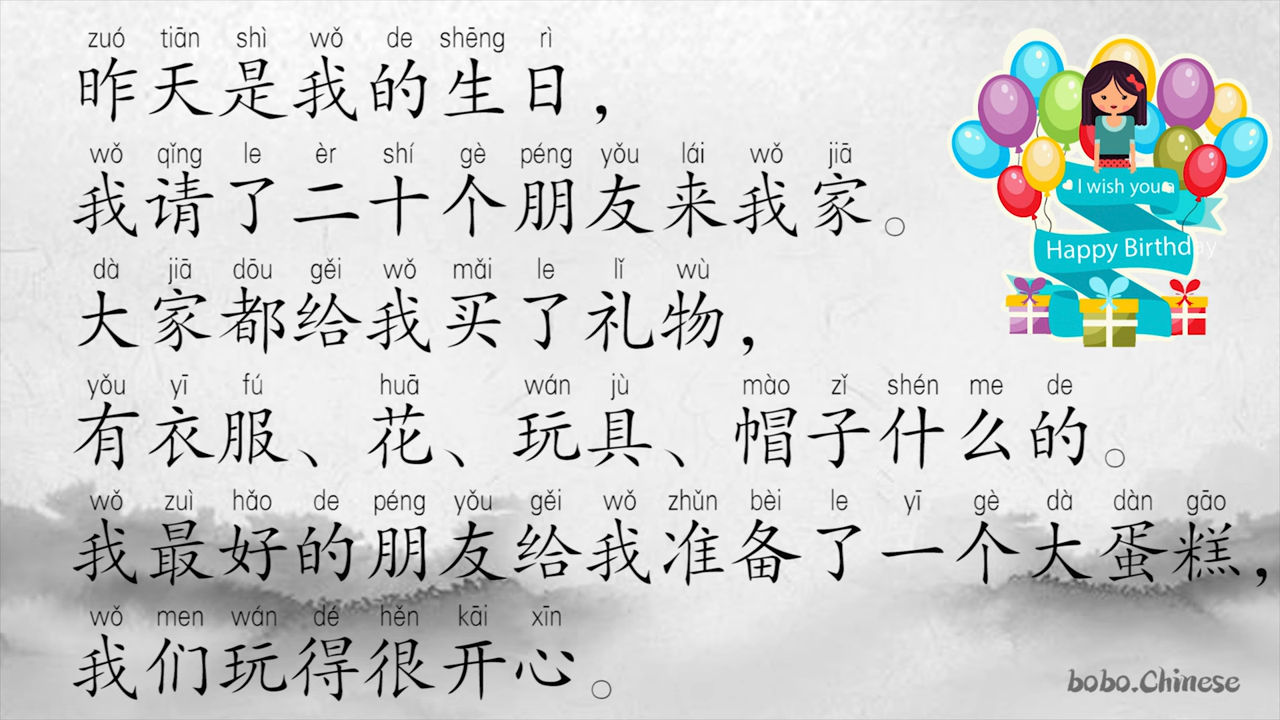 zuó tiān shì wǒ de shēng rì
昨天是我的生日，
wǒ qǐng le èr shí gè péng yǒu lái wǒ jiā
我请了二十个朋友来我家。
dà jiā dōu gěi wǒ mǎi le lǐ wù
大家都给我买了礼物，
yǒu yī fú huā wán jù mào zǐ shén me de
有衣服、花、玩具、帽子什么的。
wǒ zuì hǎo de péng yǒu gěi wǒ zhǔn bèi le yī gè dà dàn gāo
我最好的朋友给我准备了一个大蛋糕，
wǒ men wán dé hěn kāi xīn
我们玩得很开心。
I wish you a
Happy Birthday
bobo.Chinese